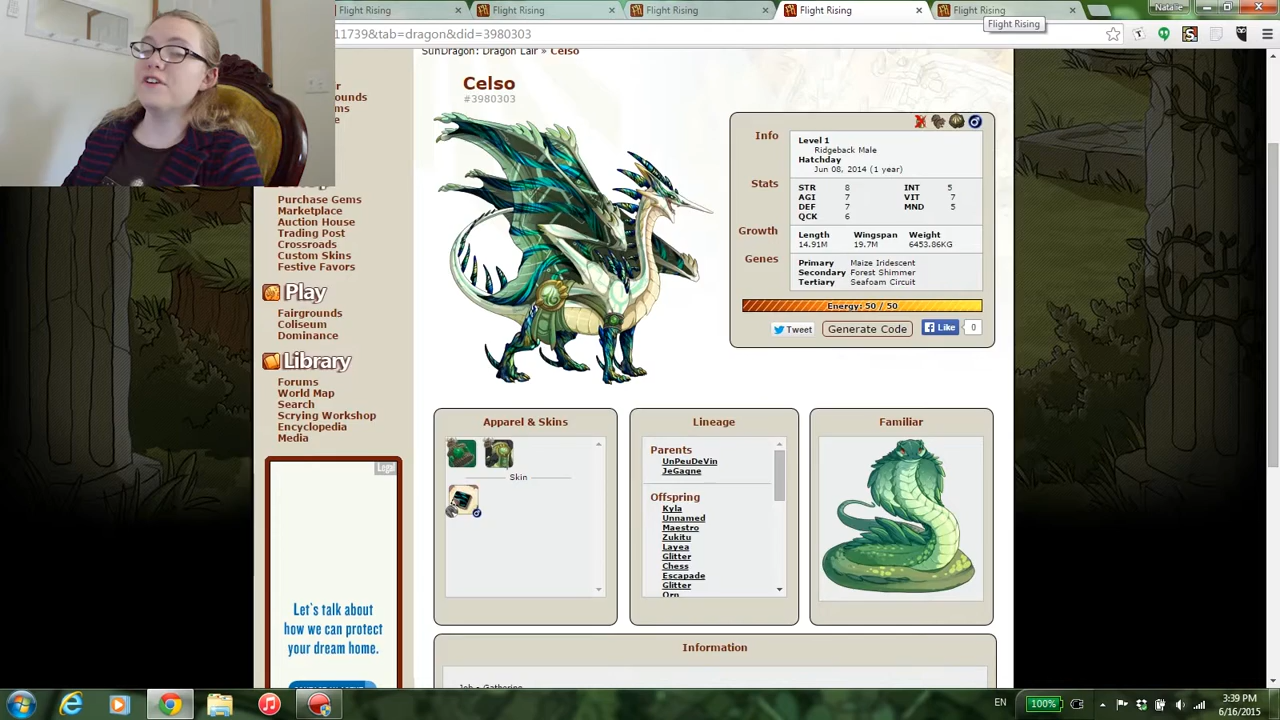 Flight Rising
Flight Rising
Flight Rising
Flight Rising
Flight Rising
Natalie
11739&tab=dragon&did=3980303
Flight Rising
SunDragon: Dragon Lair » Celso
Celso
#3980303
Purchase Gems
Marketplace
Auction House
Trading Post
Crossroads
Custom Skins
Festive Favors
Play
Fairgrounds
Coliseum
Dominance
Library
Forums
World Map
Search
Scrying Workshop
Encyclopedia
Media
Legal
Let's talk about
how we can protect
your dream home.
Info
Level 1
Ridgeback Male
Hatchday
Jun 08, 2014 (1 year)
Stats
STR 8 INT 5
AGI 7 VIT 7
DEF 7 MND 5
QCK 6
Growth
Length Wingspan Weight
14.91M 19.7M 6453.86KG
Genes
Primary Maize Iridescent
Secondary Forest Shimmer
Tertiary Seafoam Circuit
Energy: 50 / 50
Tweet
Generate Code
Like
0
Apparel & Skins
Skin
Lineage
Parents
UnPeuDeVin
JeGagne
Offspring
Kyla
Unnamed
Maestro
Zukitu
Layea
Glitter
Chess
Escapade
Glitter
Orn
Familiar
Information
Job • Gathering
EN
100%
3:39 PM
6/16/2015